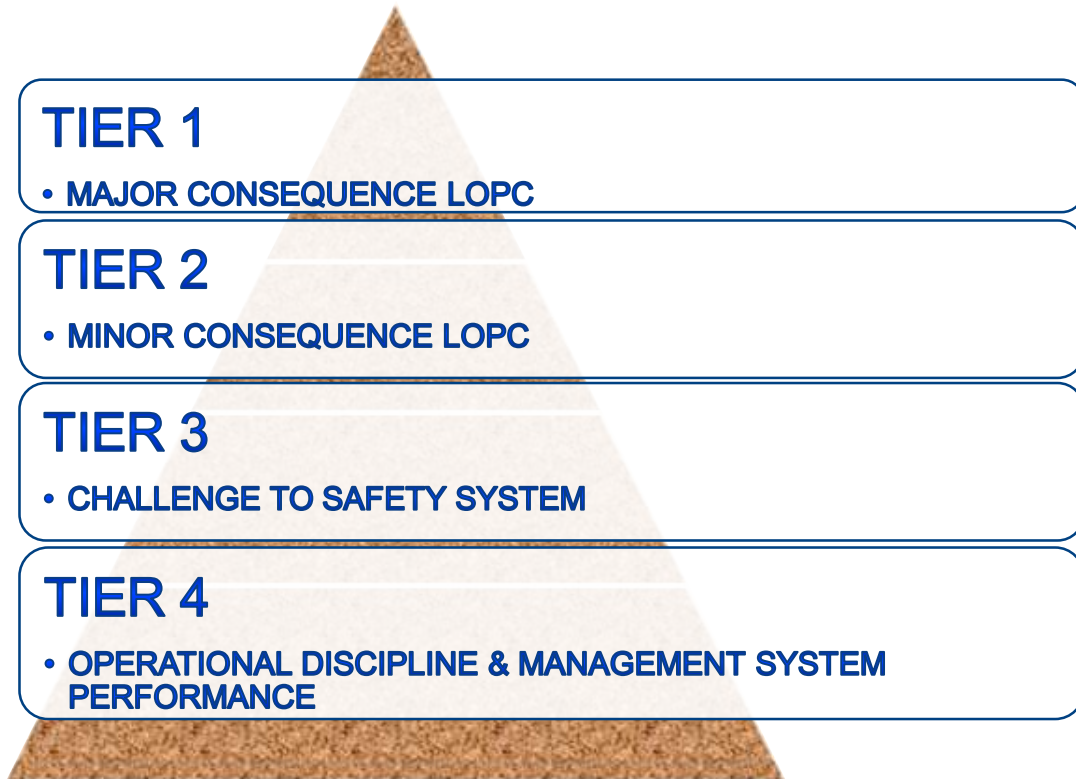 TIER 1
• MAJOR CONSEQUENCE LOPC
TIER 2
• MINOR CONSEQUENCE LOPC
TIER 3
• CHALLENGE TO SAFETY SYSTEM
TIER 4
• OPERATIONAL DISCIPLINE & MANAGEMENT SYSTEM
PERFORMANCE